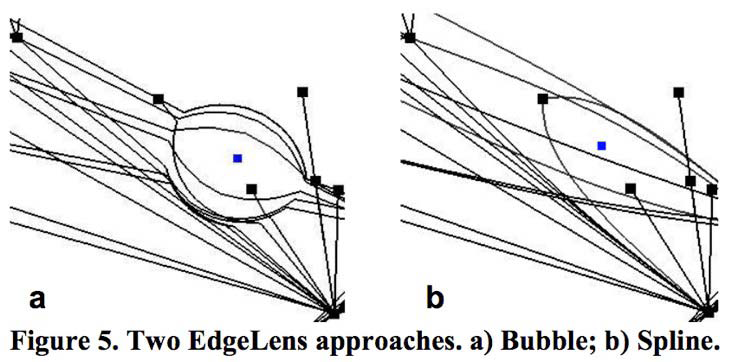 a
b
Figure 5. Two EdgeLens approaches. a) Bubble; b) Spline.